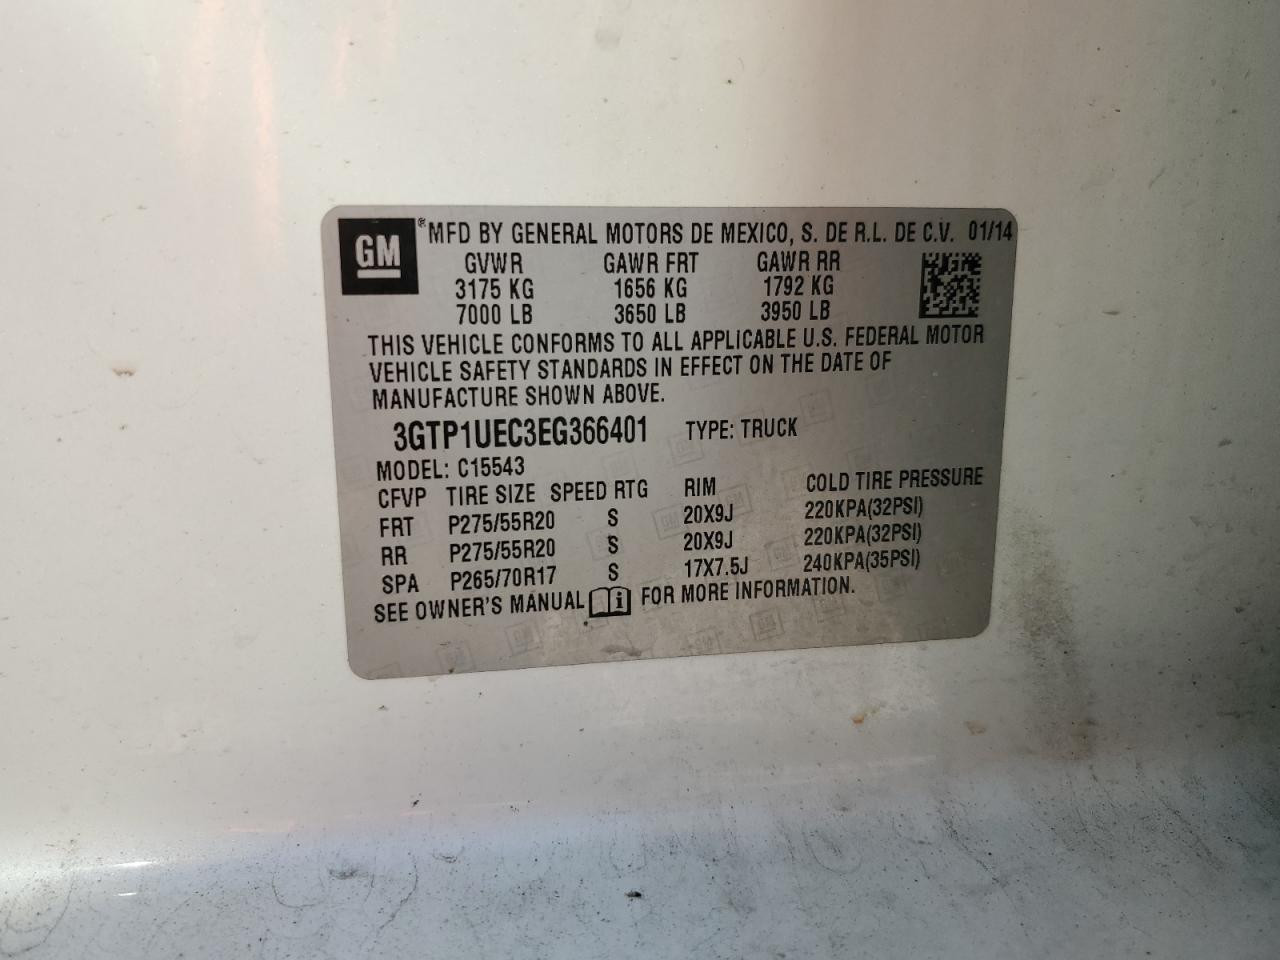 GM ® MFD BY GENERAL MOTORS DE MEXICO, S. DE R.L. DE C.V. 01/14
GVWR GAWR FRT GAWR RR
3175 KG 1656 KG 1792 KG
7000 LB 3650 LB 3950 LB
THIS VEHICLE CONFORMS TO ALL APPLICABLE U.S. FEDERAL MOTOR
VEHICLE SAFETY STANDARDS IN EFFECT ON THE DATE OF
MANUFACTURE SHOWN ABOVE.
3GTP1UEC3EG366401 TYPE: TRUCK
MODEL: C15543
CFVP TIRE SIZE SPEED RTG RIM COLD TIRE PRESSURE
FRT P275/55R20 S 20X9J 220KPA(32PSI)
RR P275/55R20 S 20X9J 220KPA(32PSI)
SPA P265/70R17 S 17X7.5J 240KPA(35PSI)
SEE OWNER'S MANUAL i FOR MORE INFORMATION.